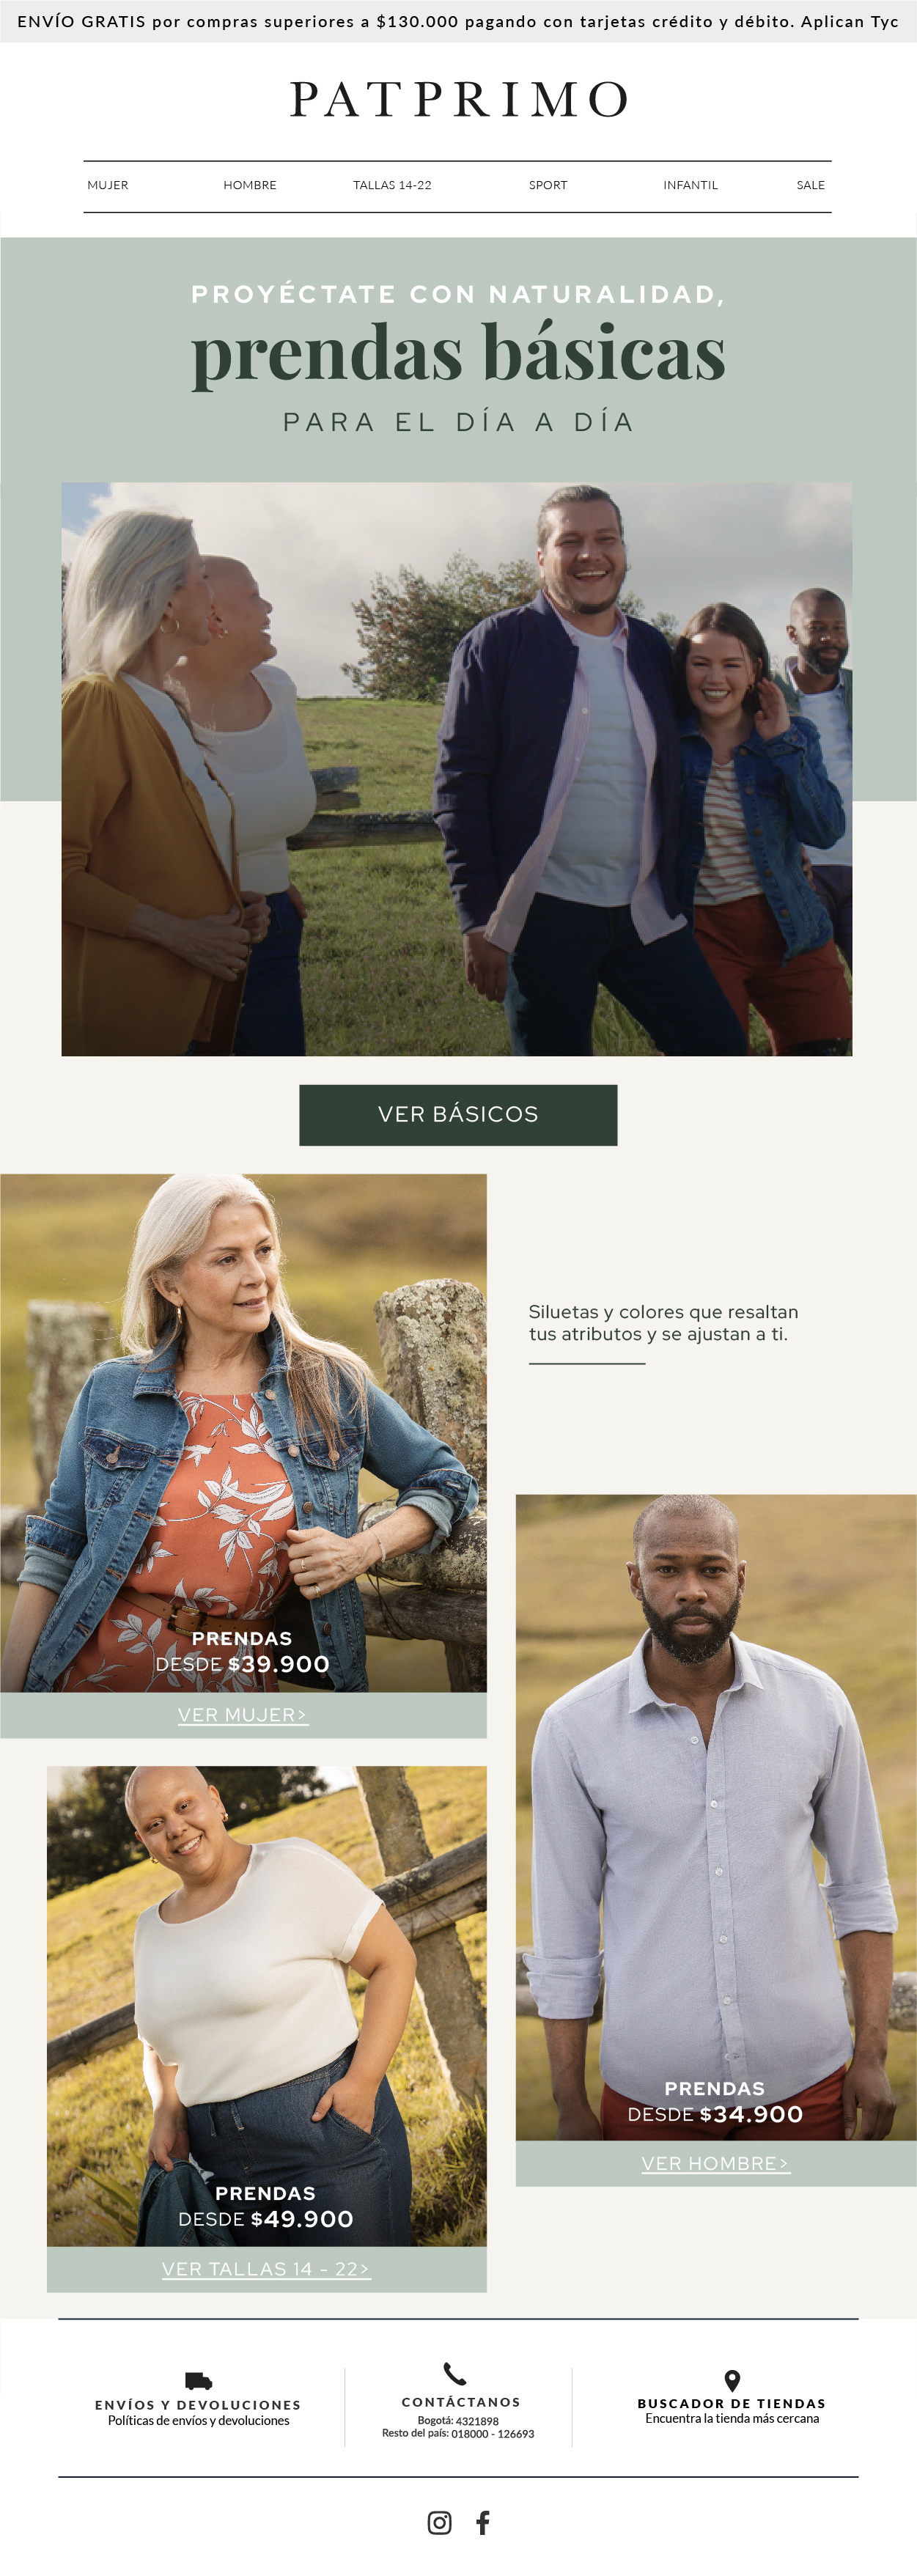 ENVÍO GRATIS por compras superiores a $130.000 pagando con tarjetas crédito y débito. Aplican Tyc
PATPRIMO
MUJER HOMBRE TALLAS 14-22 SPORT INFANTIL SALE
PROYÉCTATE CON NATURALIDAD,
prendas básicas
PARA EL DÍA A DÍA
VER BÁSICOS
Siluetas y colores que resaltan
tus atributos y se ajustan a ti.
PRENDAS
DESDE $39.900
VER MUJER>
PRENDAS
DESDE $34.900
VER HOMBRE>
PRENDAS
DESDE $49.900
VER TALLAS 14 - 22>
ENVÍOS Y DEVOLUCIONES
Políticas de envíos y devoluciones
CONTÁCTANOS
Bogotá: 4321898
Resto del país: 018000 - 126693
BUSCADOR DE TIENDAS
Encuentra la tienda más cercana